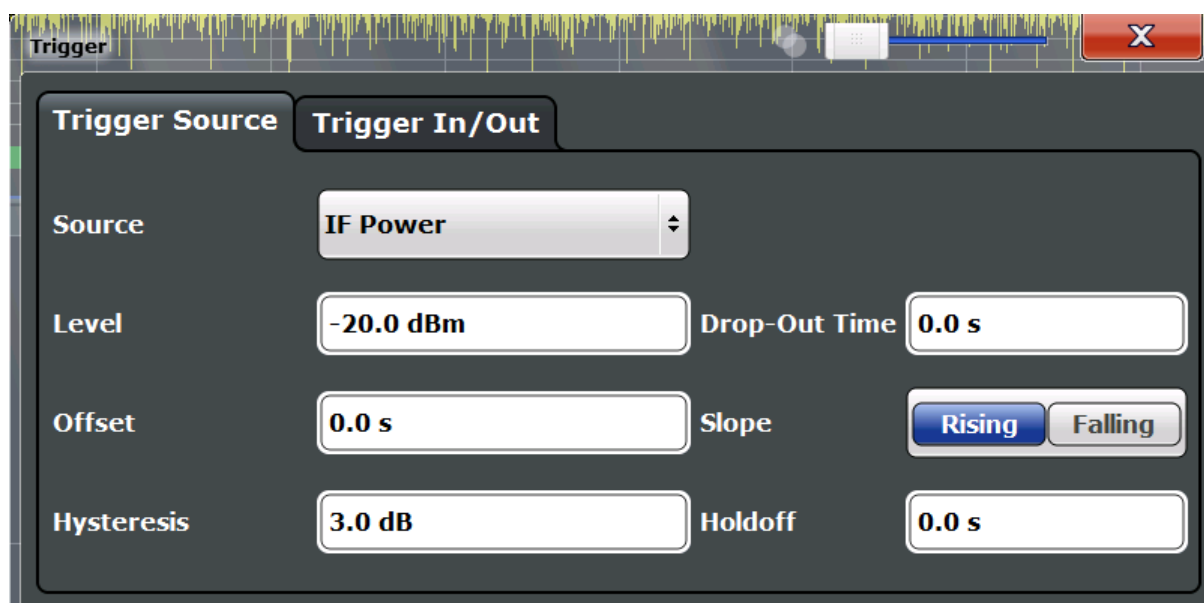 Trigger
X
Trigger Source Trigger In/Out
Source IF Power
Level -20.0 dBm Drop-Out Time 0.0 s
Offset 0.0 s Slope Rising Falling
Hysteresis 3.0 dB Holdoff 0.0 s